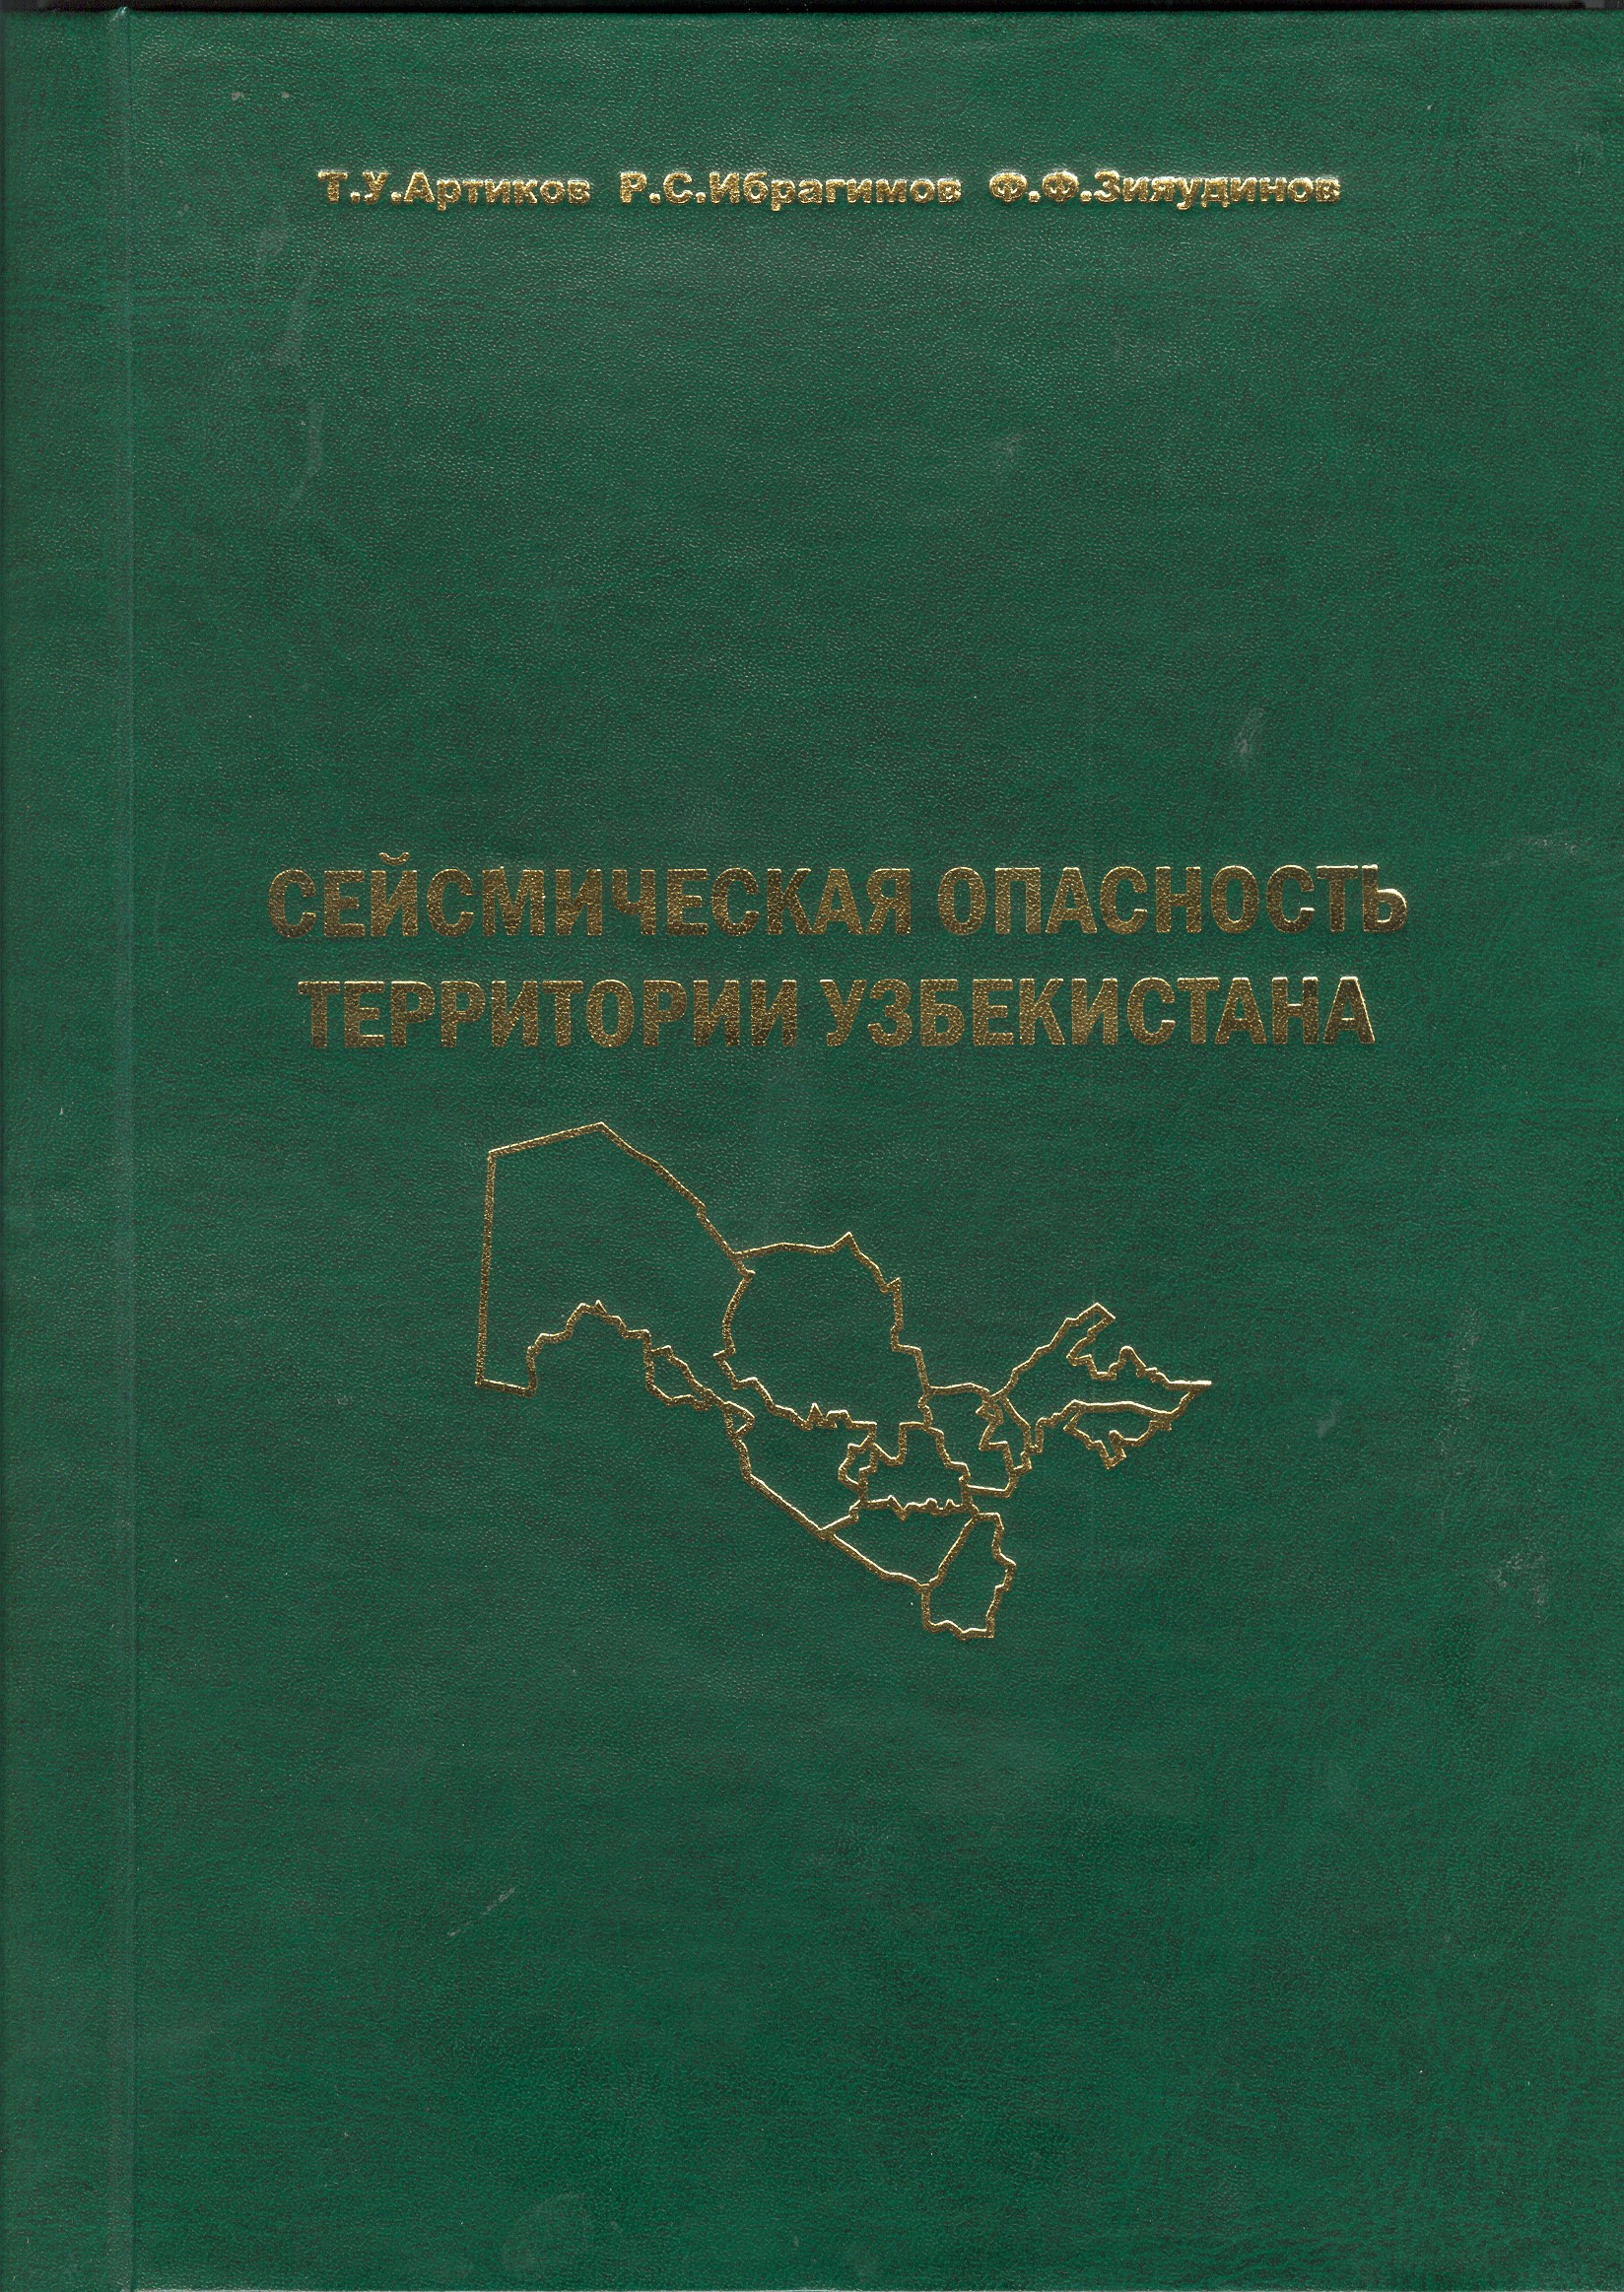 Т.У.Артиков Р.С.Ибрагимов Ф.Ф.Зияудинов
СЕЙСМИЧЕСКАЯ ОПАСНОСТЬ
ТЕРРИТОРИИ УЗБЕКИСТАНА